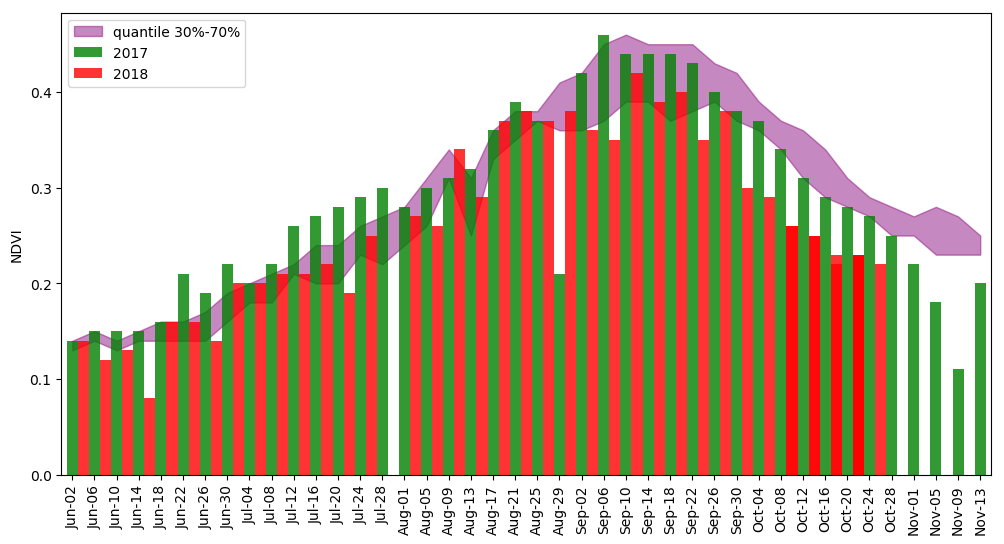 quantile 30%-70%
2017
2018
NDVI
0.4
0.3
0.2
0.1
0.0
Jun-02
Jun-06
Jun-10
Jun-14
Jun-18
Jun-22
Jun-26
Jun-30
Jul-04
Jul-08
Jul-12
Jul-16
Jul-20
Jul-24
Jul-28
Aug-01
Aug-05
Aug-09
Aug-13
Aug-17
Aug-21
Aug-25
Aug-29
Sep-02
Sep-06
Sep-10
Sep-14
Sep-18
Sep-22
Sep-26
Sep-30
Oct-04
Oct-08
Oct-12
Oct-16
Oct-20
Oct-24
Oct-28
Nov-01
Nov-05
Nov-09
Nov-13